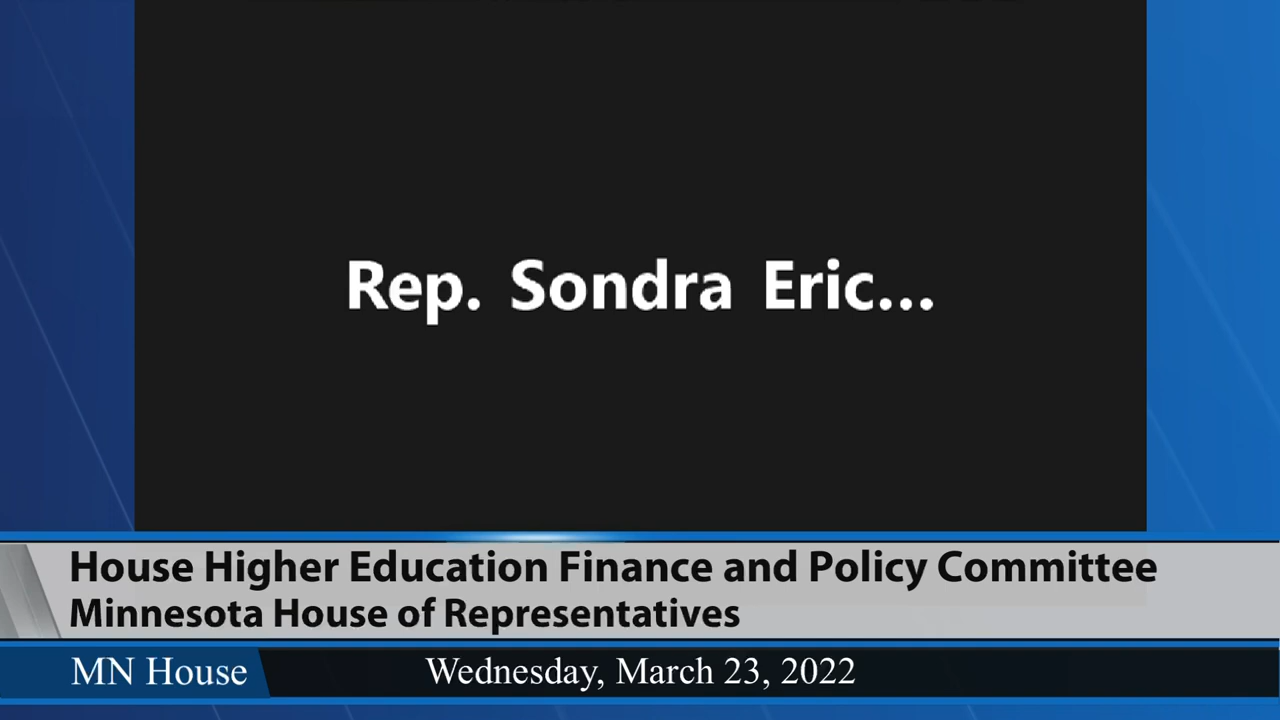 Rep. Sondra Eric...
House Higher Education Finance and Policy Committee
Minnesota House of Representatives
MN House
Wednesday, March 23, 2022